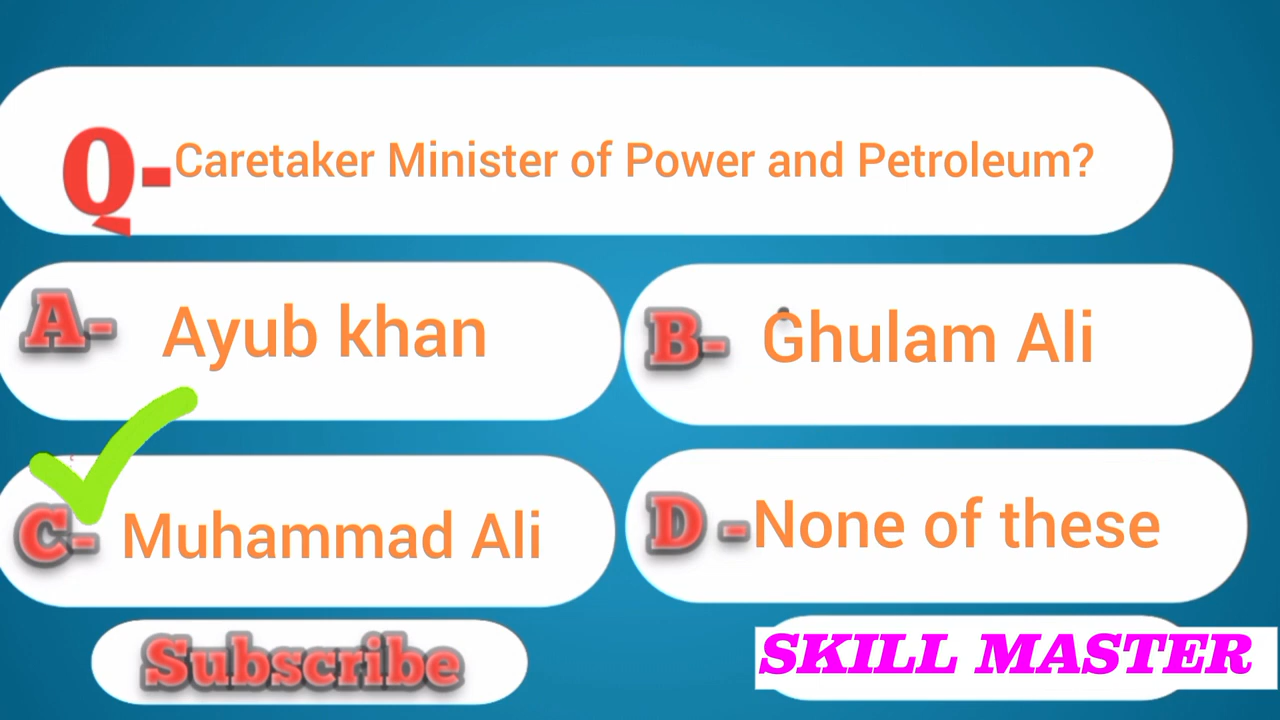 Q-Caretaker Minister of Power and Petroleum?
A- Ayub khan
B- Ghulam Ali
C- Muhammad Ali
D -None of these
Subscribe
SKILL MASTER